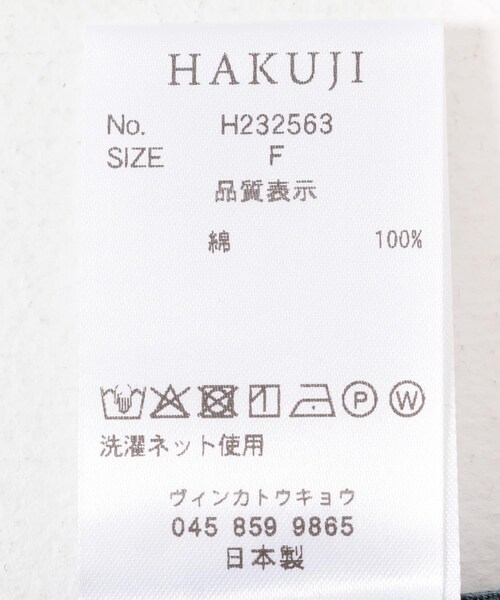 HAKUJI
No. H232563
SIZE F
品質表示
綿 100%
P W
洗濯ネット使用
ヴィンカトウキョウ
045 859 9865
日本製